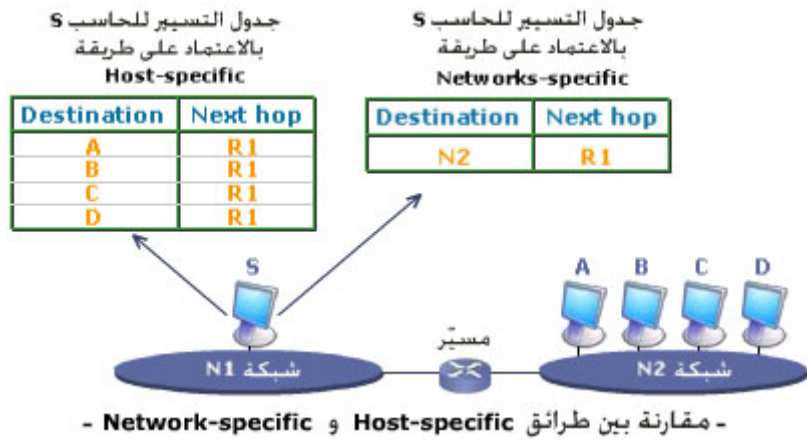 جدول التسيير للحاسب S
بالاعتماد على طريقة
Host-specific
Destination Next hop
A R1
B R1
C R1
D R1
جدول التسيير للحاسب S
بالاعتماد على طريقة
Networks-specific
Destination Next hop
N2 R1
S
A B C D
مسيّر
شبكة N1
شبكة N2
- مقارنة بين طرائق Host-specific و Network-specific -